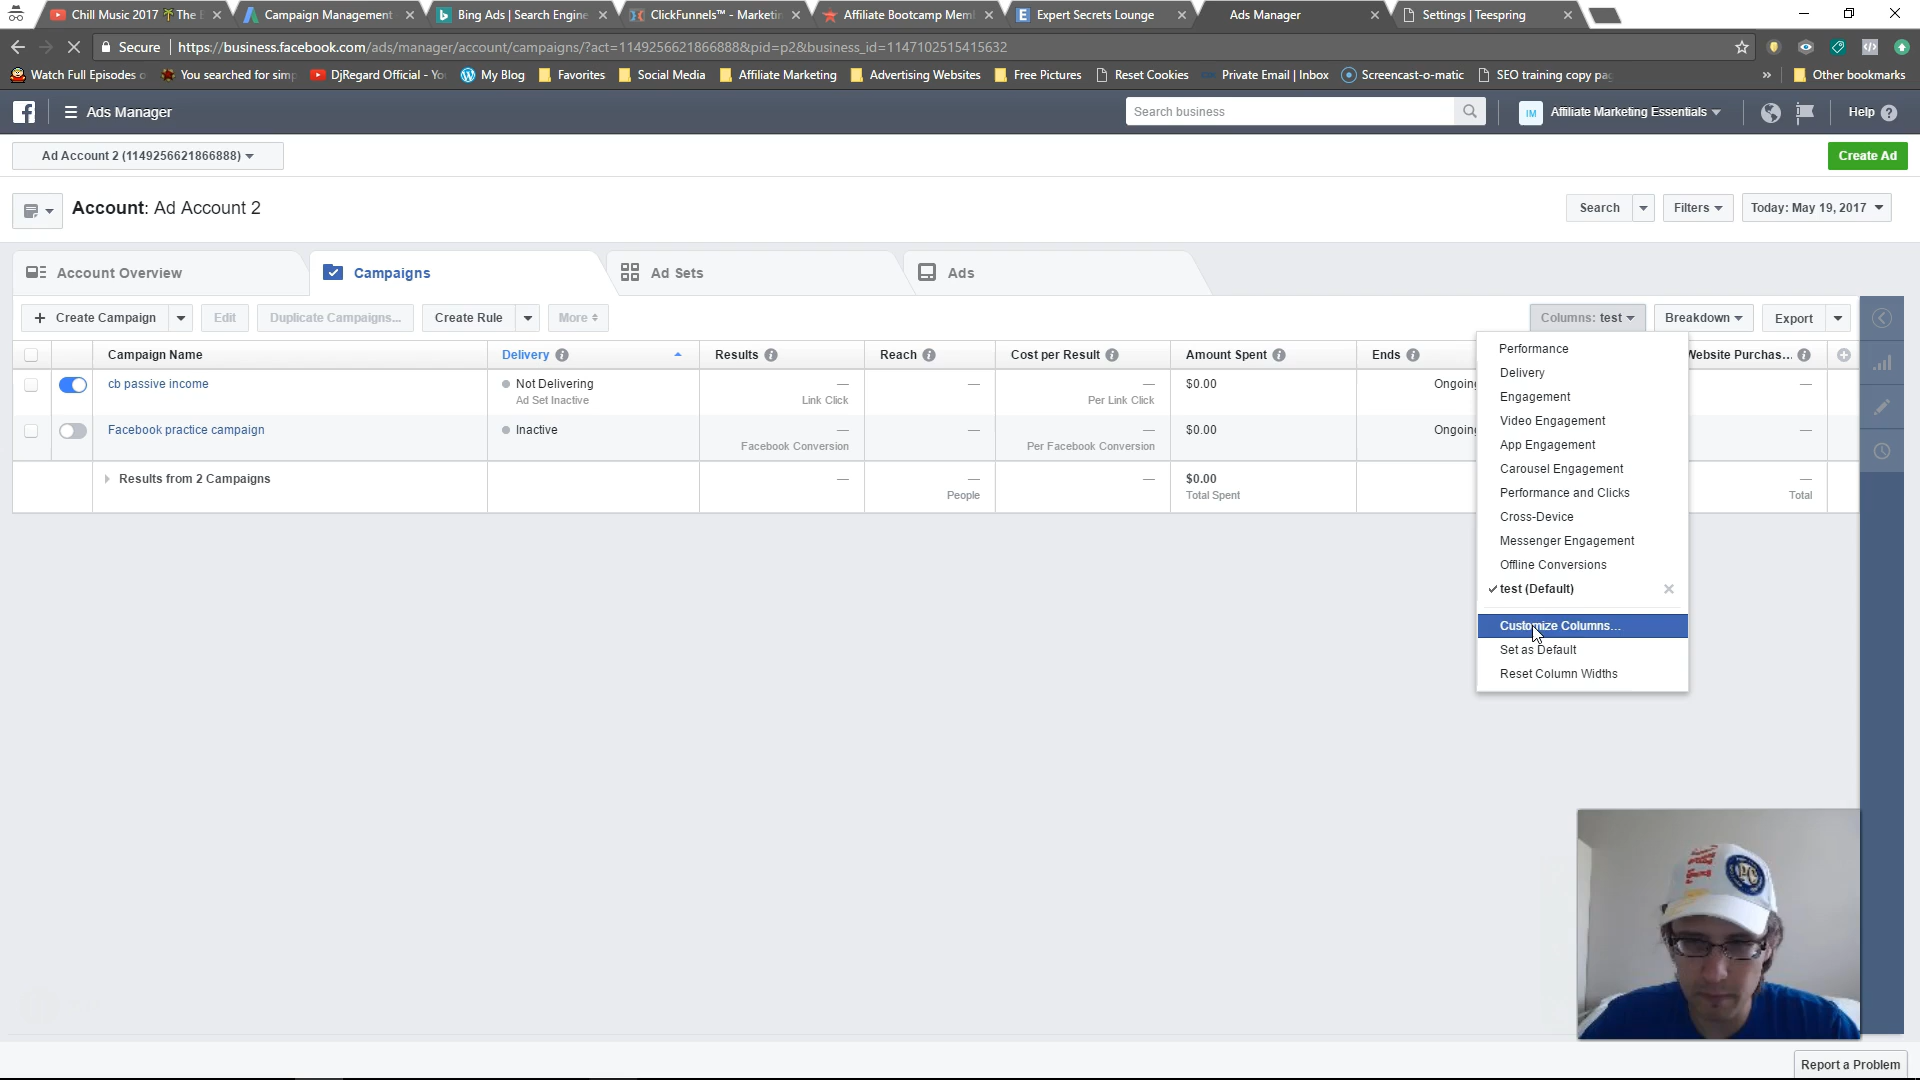 Chill Music 2017 🌴The B
Campaign Management
Bing Ads | Search Engine
ClickFunnels™ - Marketin
Affiliate Bootcamp Mem
Expert Secrets Lounge
Ads Manager
Settings | Teespring
Secure
https://business.facebook.com/ads/manager/account/campaigns/?act=1149256621866888&pid=p2&business_id=1147102515415632
Watch Full Episodes o
You searched for simp
DjRegard Official - Yo
My Blog
Favorites
Social Media
Affiliate Marketing
Advertising Websites
Free Pictures
Reset Cookies
Private Email | Inbox
Screencast-o-matic
SEO training copy pag
»
Other bookmarks
Ads Manager
Search business
IM
Affiliate Marketing Essentials
Help
Ad Account 2 (1149256621866888)
Create Ad
Account: Ad Account 2
Search
Filters
Today: May 19, 2017
Account Overview
Campaigns
Ad Sets
Ads
+ Create Campaign
Edit
Duplicate Campaigns...
Create Rule
More
Columns: test
Breakdown
Export
Campaign Name
Delivery
Results
Reach
Cost per Result
Amount Spent
Ends
Website Purchas...
cb passive income
Not Delivering
Ad Set Inactive
—
Link Click
—
—
Per Link Click
$0.00
Ongoing
—
Facebook practice campaign
Inactive
—
Facebook Conversion
—
—
Per Facebook Conversion
$0.00
Ongoing
—
Results from 2 Campaigns
—
—
People
—
$0.00
Total Spent
—
Total
Performance
Delivery
Engagement
Video Engagement
App Engagement
Carousel Engagement
Performance and Clicks
Cross-Device
Messenger Engagement
Offline Conversions
test (Default)
Customize Columns...
Set as Default
Reset Column Widths
Report a Problem